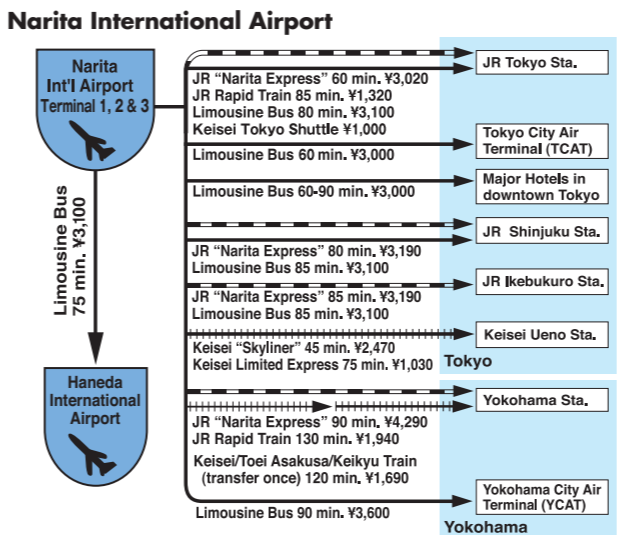 Narita International Airport
Narita
Int'l Airport
Terminal 1, 2 & 3
JR Tokyo Sta.
JR “Narita Express” 60 min. ¥3,020
JR Rapid Train 85 min. ¥1,320
Limousine Bus 80 min. ¥3,100
Keisei Tokyo Shuttle ¥1,000
Tokyo City Air
Terminal (TCAT)
Limousine Bus 60 min. ¥3,000
Major Hotels in
downtown Tokyo
Limousine Bus 60-90 min. ¥3,000
Limousine Bus
75 min. ¥3,100
JR Shinjuku Sta.
JR “Narita Express” 80 min. ¥3,190
Limousine Bus 85 min. ¥3,100
JR Ikebukuro Sta.
JR “Narita Express” 85 min. ¥3,190
Limousine Bus 85 min. ¥3,100
Keisei Ueno Sta.
Keisei “Skyliner” 45 min. ¥2,470
Keisei Limited Express 75 min. ¥1,030
Tokyo
Haneda
International
Airport
Yokohama Sta.
JR “Narita Express” 90 min. ¥4,290
JR Rapid Train 130 min. ¥1,940
Keisei/Toei Asakusa/Keikyu Train
(transfer once) 120 min. ¥1,690
Yokohama City Air
Terminal (YCAT)
Limousine Bus 90 min. ¥3,600
Yokohama